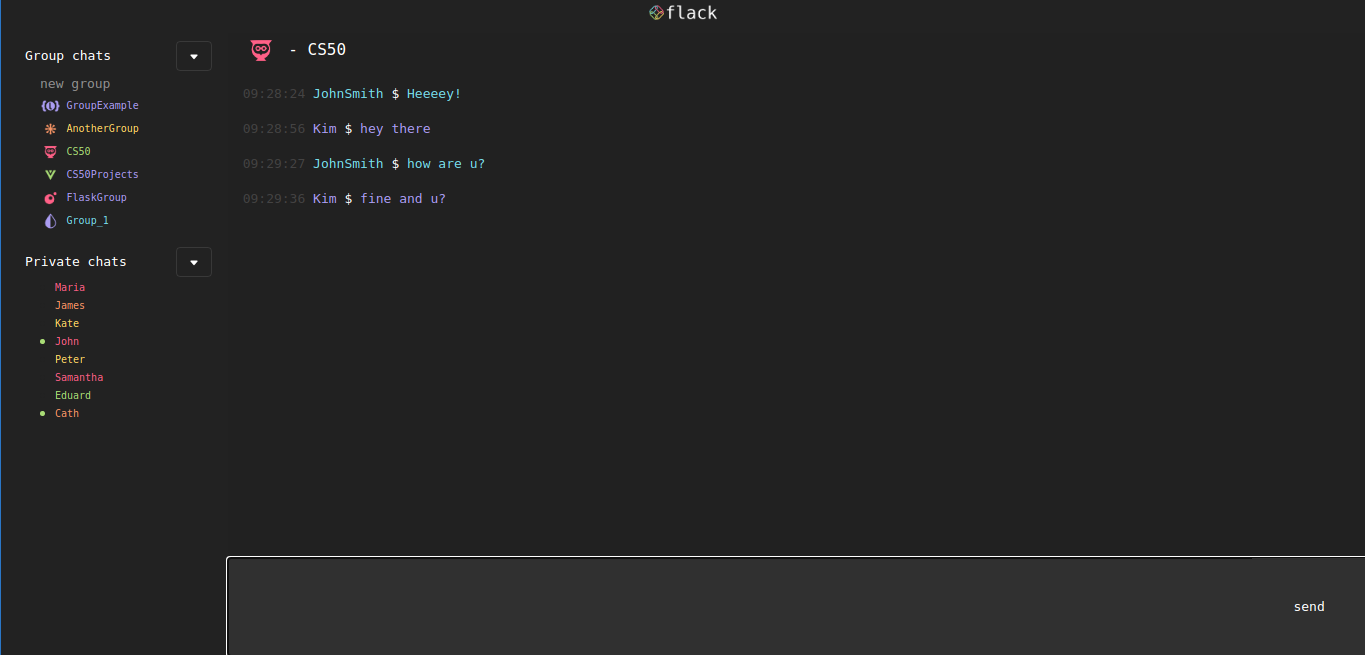 flack
Group chats
new group
GroupExample
AnotherGroup
CS50
CS50Projects
FlaskGroup
Group_1
Private chats
Maria
James
Kate
John
Peter
Samantha
Eduard
Cath
- CS50
09:28:24 JohnSmith $ Heeeey!
09:28:56 Kim $ hey there
09:29:27 JohnSmith $ how are u?
09:29:36 Kim $ fine and u?
send